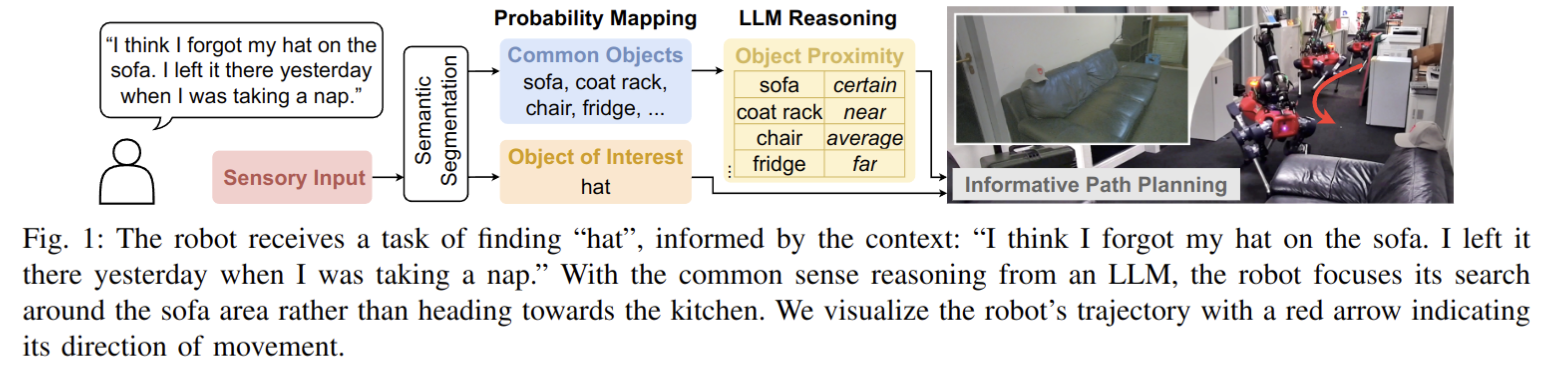 "I think I forgot my hat on the
sofa. I left it there yesterday
when I was taking a nap."
Sensory Input
Semantic
Segmentation
Probability Mapping
Common Objects
sofa, coat rack,
chair, fridge, ...
Object of Interest
hat
LLM Reasoning
Object Proximity
sofa certain
coat rack near
chair average
fridge far
⋮
Informative Path Planning
Fig. 1: The robot receives a task of finding "hat", informed by the context: "I think I forgot my hat on the sofa. I left it
there yesterday when I was taking a nap." With the common sense reasoning from an LLM, the robot focuses its search
around the sofa area rather than heading towards the kitchen. We visualize the robot's trajectory with a red arrow indicating
its direction of movement.